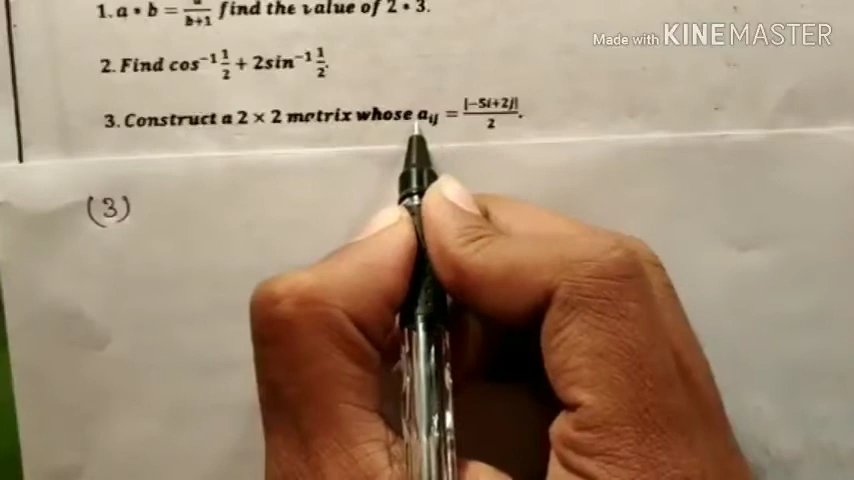 1. a * b = a/b+1 find the value of 2 * 3.
Made with KINEMASTER
2. Find cos⁻¹ 1/2 + 2sin⁻¹ 1/2.
3. Construct a 2 × 2 matrix whose aᵢⱼ = |-5i+2j|/2.
(3)